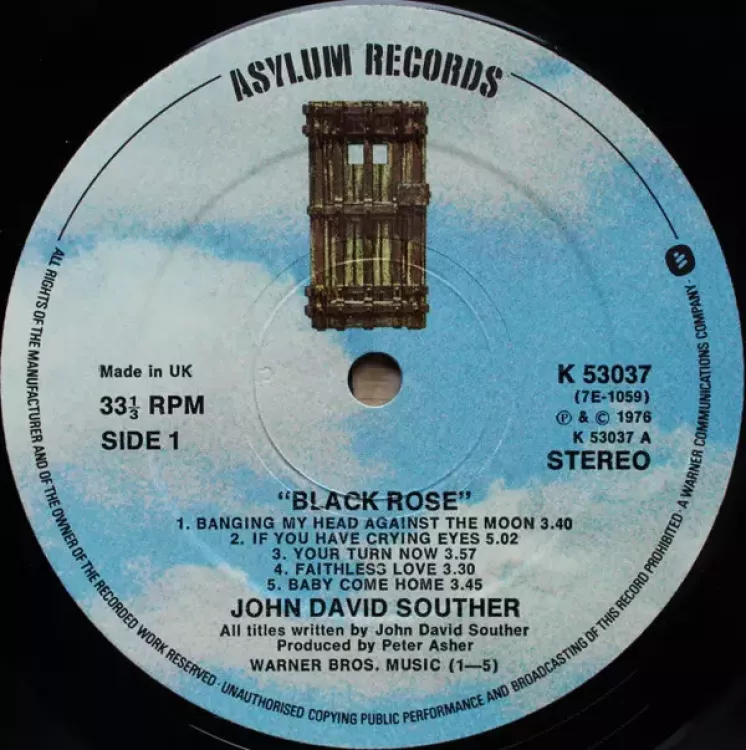 ASYLUM RECORDS
Made in UK
33⅓ RPM
SIDE 1
K 53037
(7E-1059)
Ⓟ & © 1976
K 53037 A
STEREO
"BLACK ROSE"
1. BANGING MY HEAD AGAINST THE MOON 3.40
2. IF YOU HAVE CRYING EYES 5.02
3. YOUR TURN NOW 3.57
4. FAITHLESS LOVE 3.30
5. BABY COME HOME 3.45
JOHN DAVID SOUTHER
All titles written by John David Souther
Produced by Peter Asher
WARNER BROS. MUSIC (1—5)
ALL RIGHTS OF THE MANUFACTURER AND OF THE OWNER OF THE RECORDED WORK RESERVED · UNAUTHORISED COPYING PUBLIC PERFORMANCE AND BROADCASTING OF THIS RECORD PROHIBITED · A WARNER COMMUNICATIONS COMPANY ·